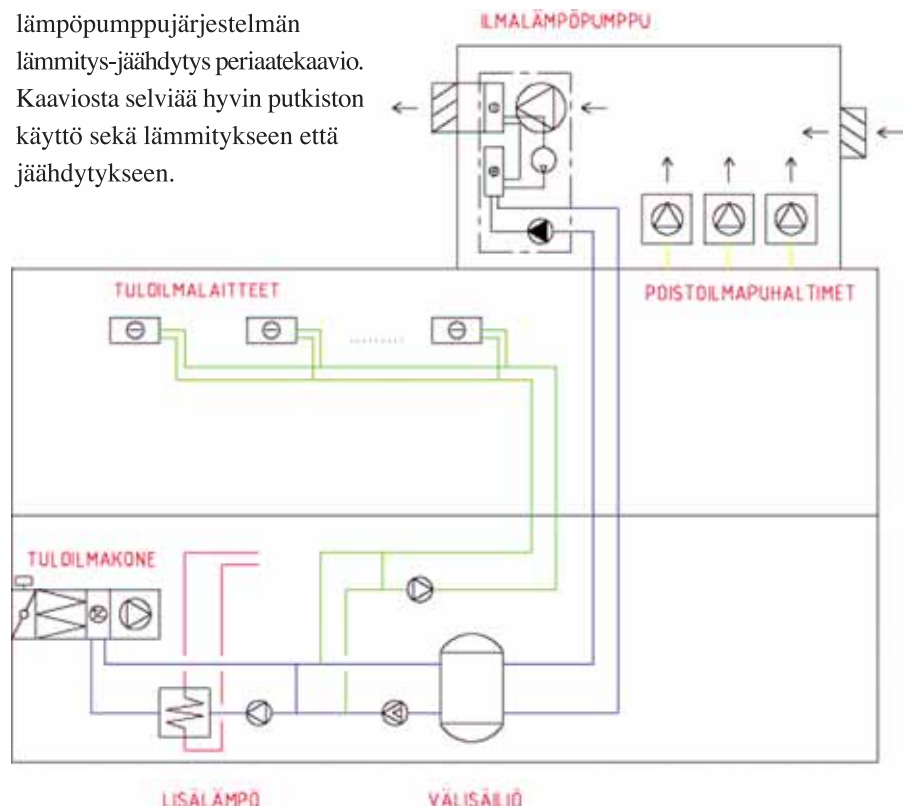 lämpöpumppujärjestelmän
lämmitys-jäähdytys periaatekaavio.
Kaaviosta selviää hyvin putkiston
käyttö sekä lämmitykseen että
jäähdytykseen.
ILMALÄMPÖPUMPPU
TULOILMALAITTEET
POISTOILMAPUHALTIMET
TULOILMAKONE
LISÄLÄMPÖ
VÄLISÄILIÖ